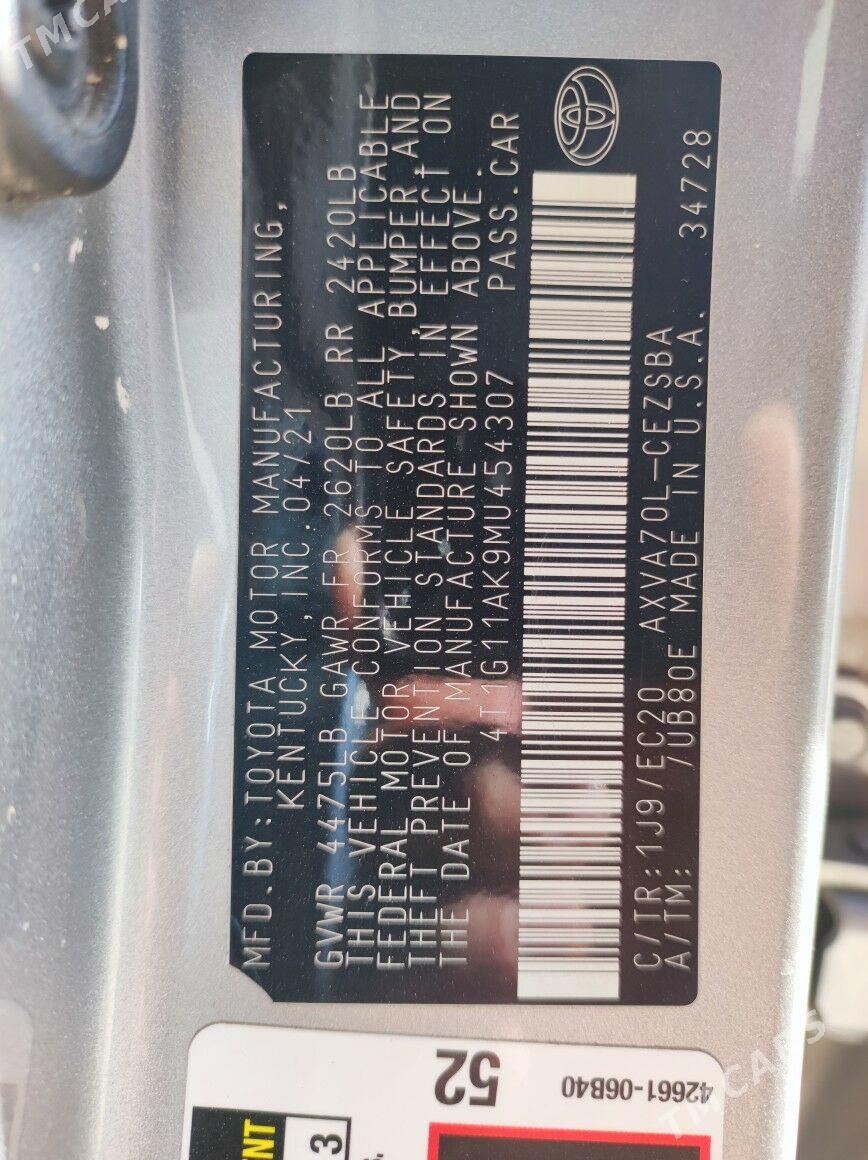 MFD.BY:TOYOTA MOTOR MANUFACTURING,
KENTUCKY, INC. 04/21
GVWR 4475LB GAWR FR 2620LB RR 2420LB
THIS VEHICLE CONFORMS TO ALL APPLICABLE
FEDERAL MOTOR VEHICLE SAFETY, BUMPER, AND
THEFT PREVENTION STANDARDS IN EFFECT ON
THE DATE OF MANUFACTURE SHOWN ABOVE.
4T1G11AK9MU454307 PASS.CAR
C/TR:1J9/EC20 AXVA70L-CEZSBA
A/TM: /UB80E MADE IN U.S.A. 34728
52
42661-06B40
3
TMCARS